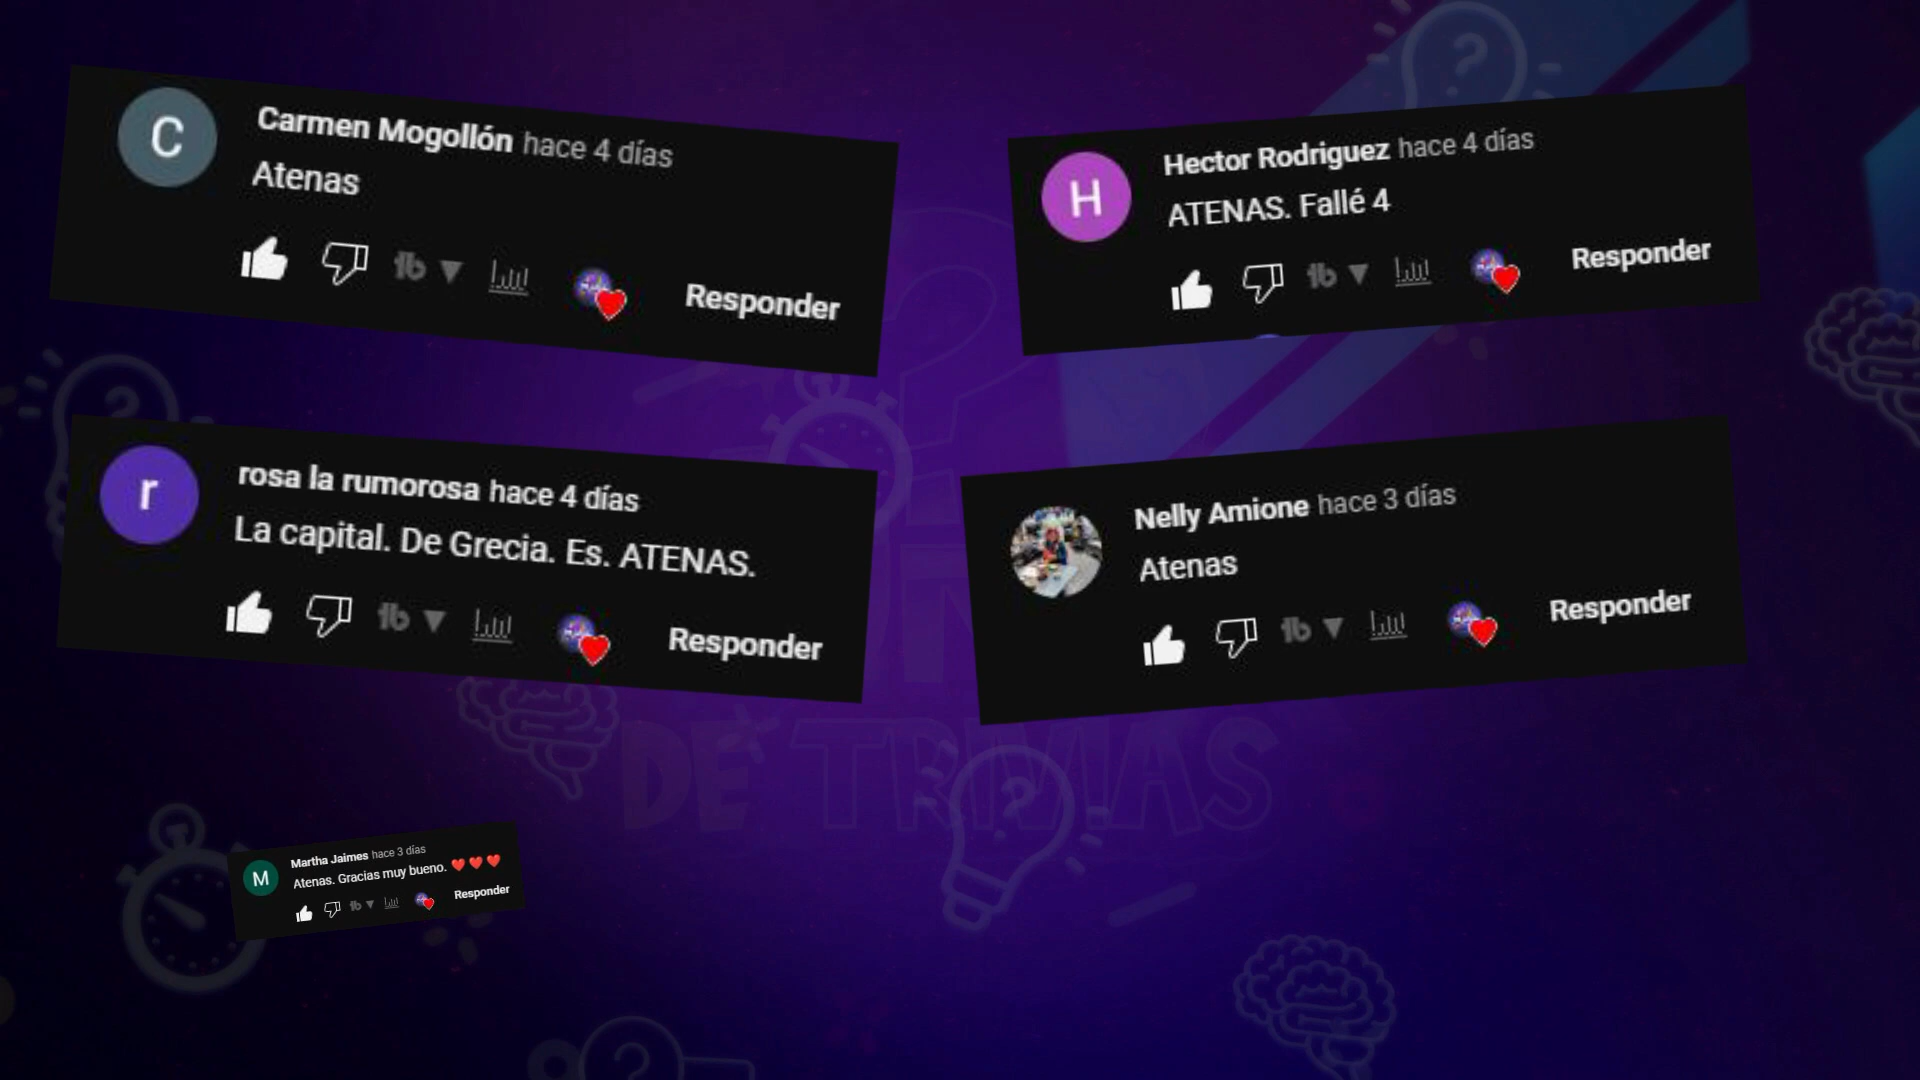 C
Carmen Mogollón hace 4 días
Atenas
Responder
H
Hector Rodriguez hace 4 días
ATENAS. Fallé 4
Responder
r
rosa la rumorosa hace 4 días
La capital. De Grecia. Es. ATENAS.
Responder
Nelly Amione hace 3 días
Atenas
Responder
DE TRIVIAS
M
Martha Jaimes hace 3 días
Atenas. Gracias muy bueno. ❤️❤️❤️
Responder